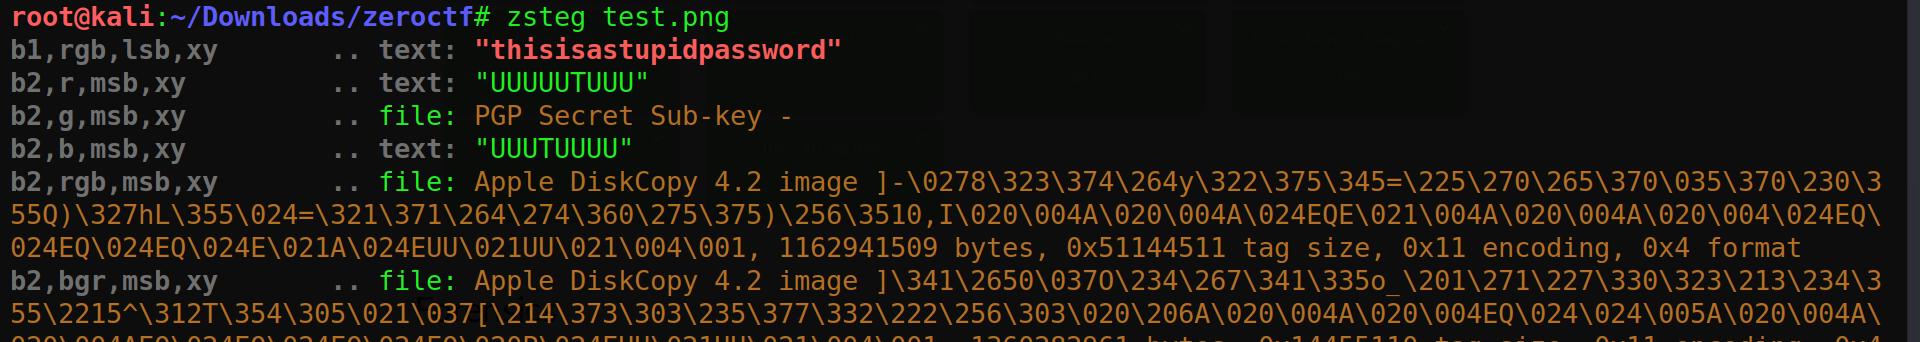 root@kali:~/Downloads/zeroctf# zsteg test.png
b1,rgb,lsb,xy       .. text: "thisisastupidpassword"
b2,r,msb,xy         .. text: "UUUUUTUUU"
b2,g,msb,xy         .. file: PGP Secret Sub-key -
b2,b,msb,xy         .. text: "UUUTUUUU"
b2,rgb,msb,xy       .. file: Apple DiskCopy 4.2 image ]-\0278\323\374\264y\322\375\345=\225\270\265\370\035\370\230\3
55Q)\327hL\355\024=\321\371\264\274\360\275\375)\256\3510,I\020\004A\020\004A\024EQE\021\004A\020\004A\020\004\024EQ\
024EQ\024EQ\024E\021A\024EUU\021UU\021\004\001, 1162941509 bytes, 0x51144511 tag size, 0x11 encoding, 0x4 format
b2,bgr,msb,xy       .. file: Apple DiskCopy 4.2 image ]\341\2650\037O\234\267\341\335o_\201\271\227\330\323\213\234\3
55\2215^\312T\354\305\021\037[\214\373\303\235\377\332\222\256\303\020\206A\020\004A\020\004EQ\024\024\005A\020\004A\